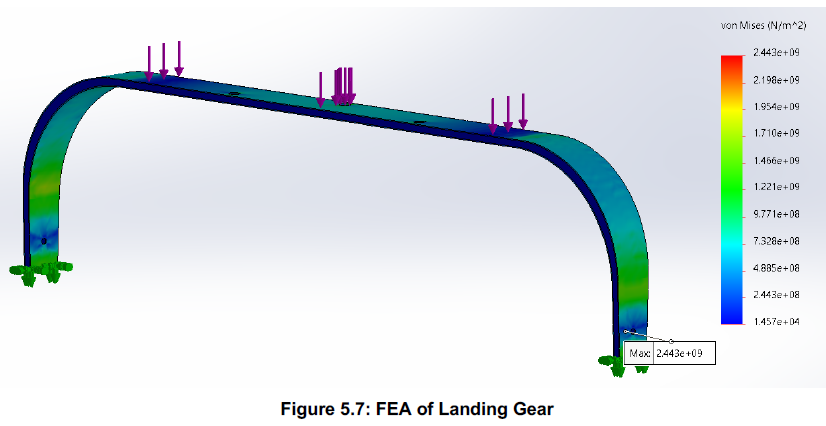 von Mises (N/m^2)
2.443e+09
2.198e+09
1.954e+09
1.710e+09
1.466e+09
1.221e+09
9.771e+08
7.328e+08
4.885e+08
2.443e+08
1.457e+04
Max: 2.443e+09
Figure 5.7: FEA of Landing Gear